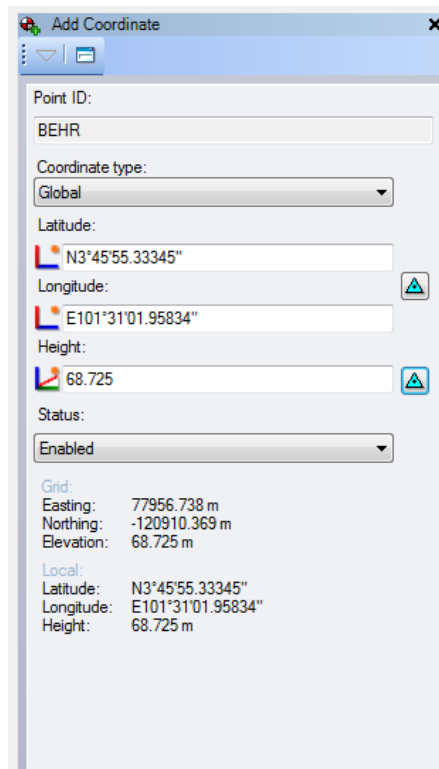 Add Coordinate
Point ID:
BEHR
Coordinate type:
Global
Latitude:
N3°45'55.33345"
Longitude:
E101°31'01.95834"
Height:
68.725
Status:
Enabled
Grid:
Easting: 77956.738 m
Northing: -120910.369 m
Elevation: 68.725 m
Local:
Latitude: N3°45'55.33345"
Longitude: E101°31'01.95834"
Height: 68.725 m